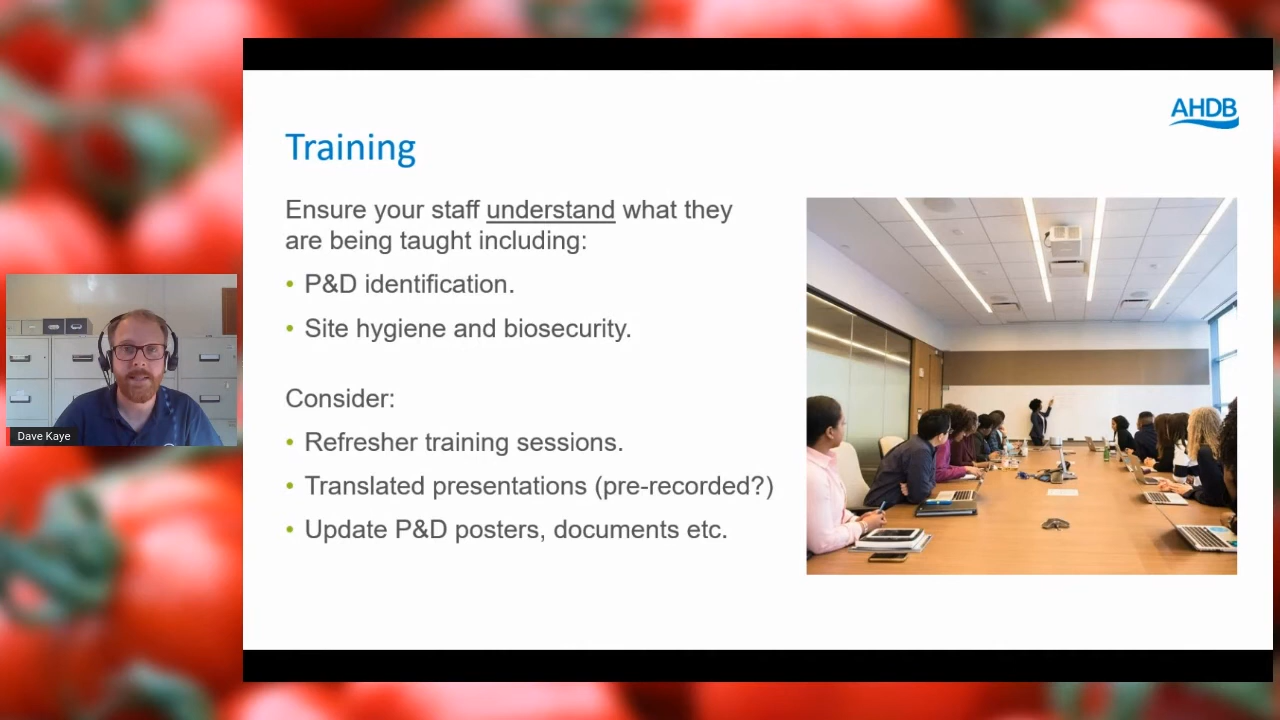 AHDB
Training
Ensure your staff understand what they
are being taught including:
• P&D identification.
• Site hygiene and biosecurity.
Consider:
• Refresher training sessions.
• Translated presentations (pre-recorded?)
• Update P&D posters, documents etc.
Dave Kaye